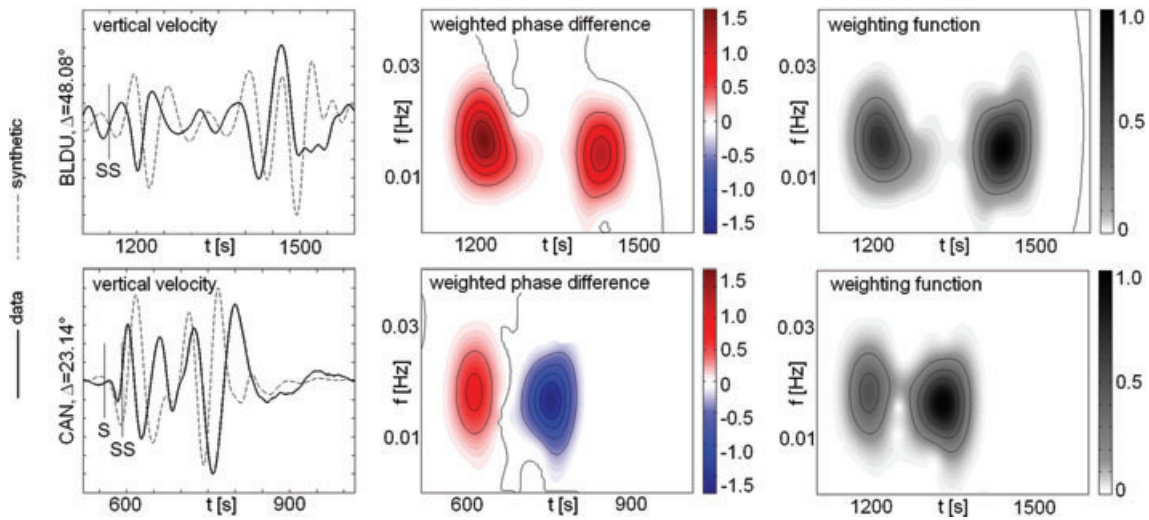 vertical velocity
weighted phase difference
weighting function
BLDU, Δ=48.08°
SS
1200 t [s] 1500
f [Hz]
0.03
0.01
1200 t [s] 1500
1.5
1.0
0.5
0
-0.5
-1.0
-1.5
f [Hz]
0.03
0.01
1200 t [s] 1500
1.0
0.5
0
synthetic
data
vertical velocity
weighted phase difference
weighting function
CAN, Δ=23.14°
S
SS
600 t [s] 900
f [Hz]
0.03
0.01
600 t [s] 900
1.5
1.0
0.5
0
-0.5
-1.0
-1.5
f [Hz]
0.03
0.01
1200 t [s] 1500
1.0
0.5
0